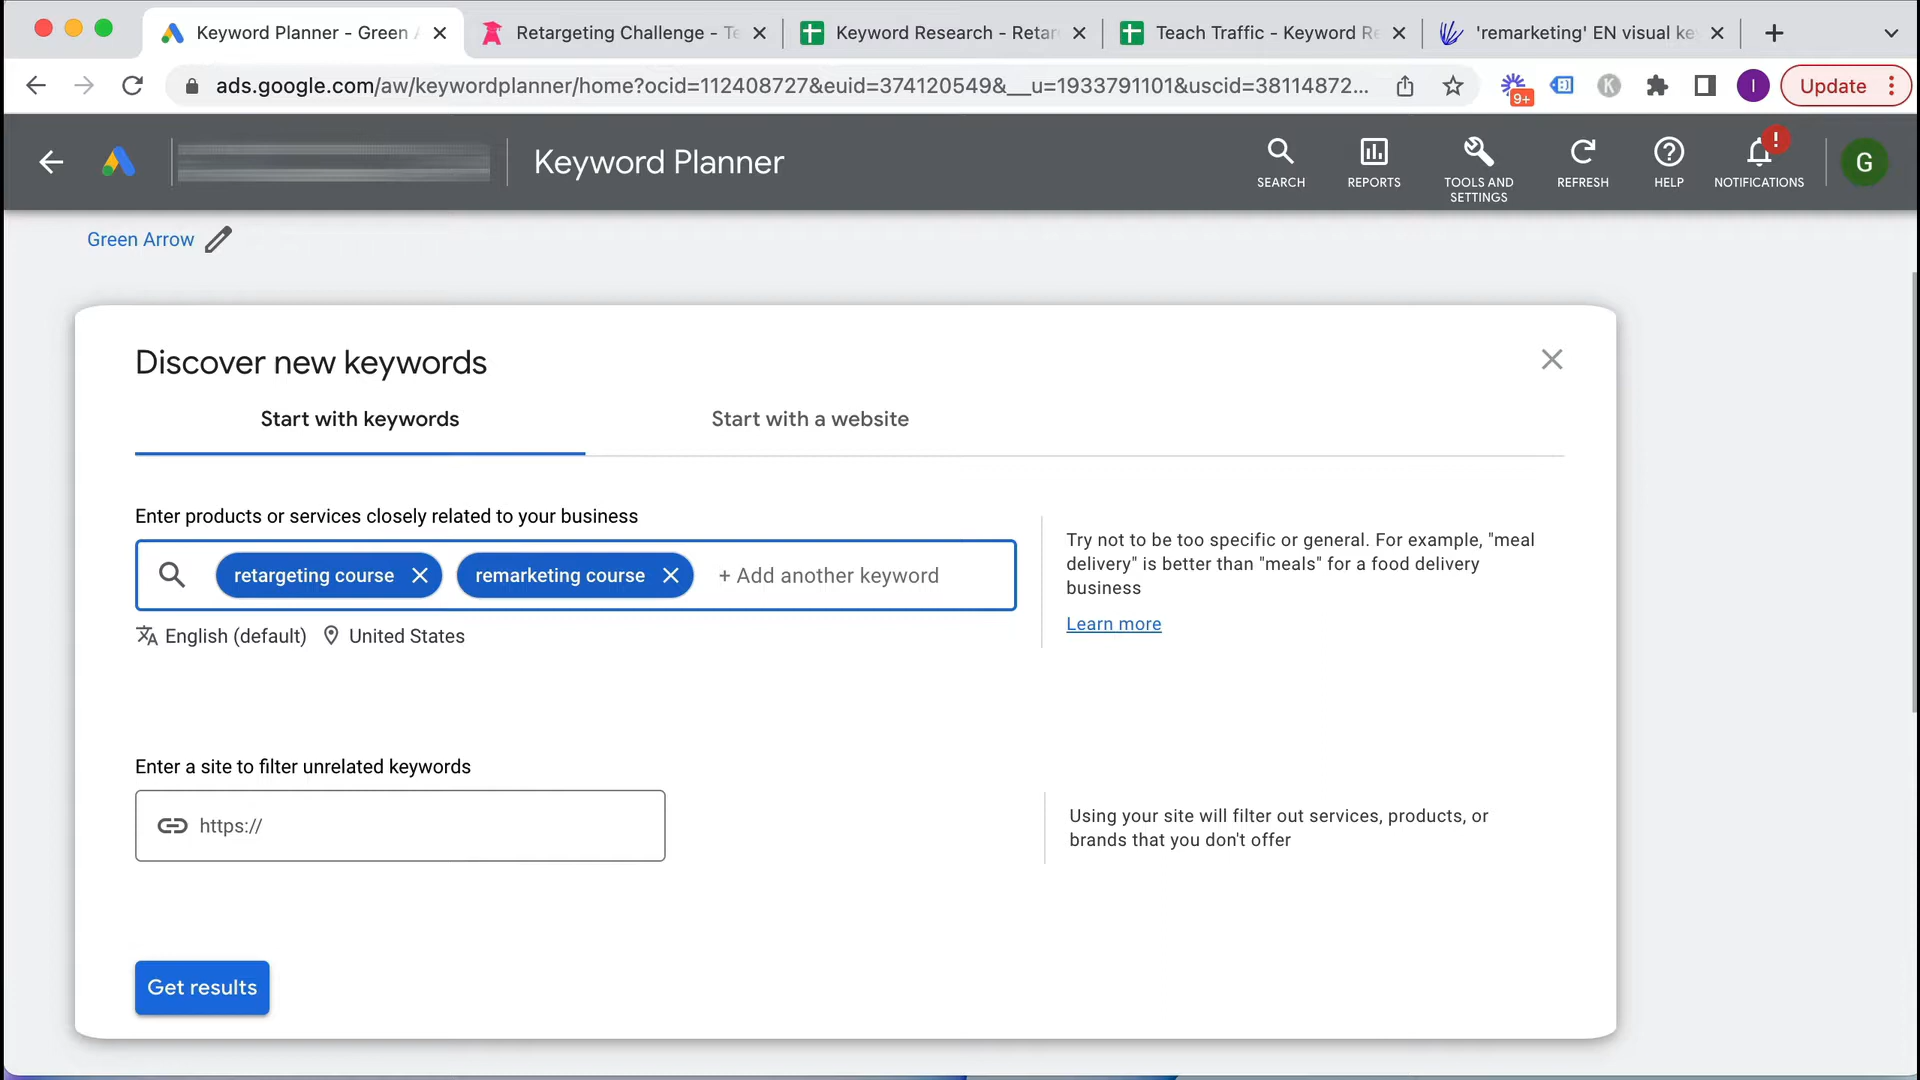 Keyword Planner - Green A
Retargeting Challenge - Te
Keyword Research - Retar
Teach Traffic - Keyword Re
'remarketing' EN visual key
ads.google.com/aw/keywordplanner/home?ocid=112408727&euid=374120549&__u=1933791101&uscid=38114872...
9+
K
I
Update
Keyword Planner
SEARCH
REPORTS
TOOLS AND
SETTINGS
REFRESH
HELP
!
NOTIFICATIONS
G
Green Arrow
Discover new keywords
Start with keywords
Start with a website
Enter products or services closely related to your business
retargeting course
remarketing course
+ Add another keyword
English (default)
United States
Try not to be too specific or general. For example, "meal
delivery" is better than "meals" for a food delivery
business
Learn more
Enter a site to filter unrelated keywords
https://
Using your site will filter out services, products, or
brands that you don't offer
Get results